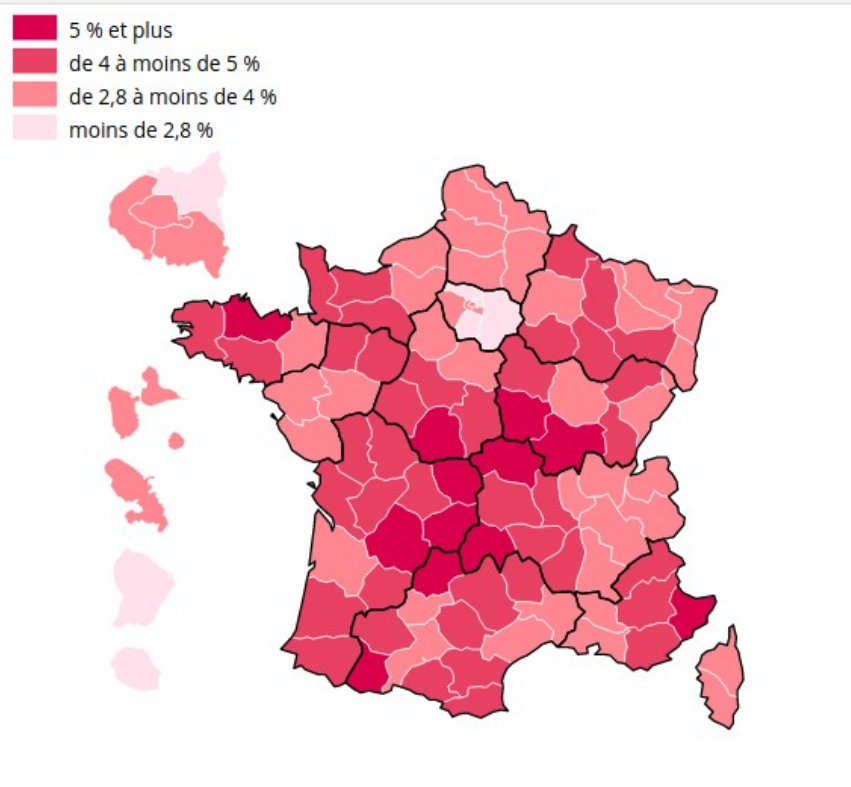 5 % et plus
de 4 à moins de 5 %
de 2,8 à moins de 4 %
moins de 2,8 %